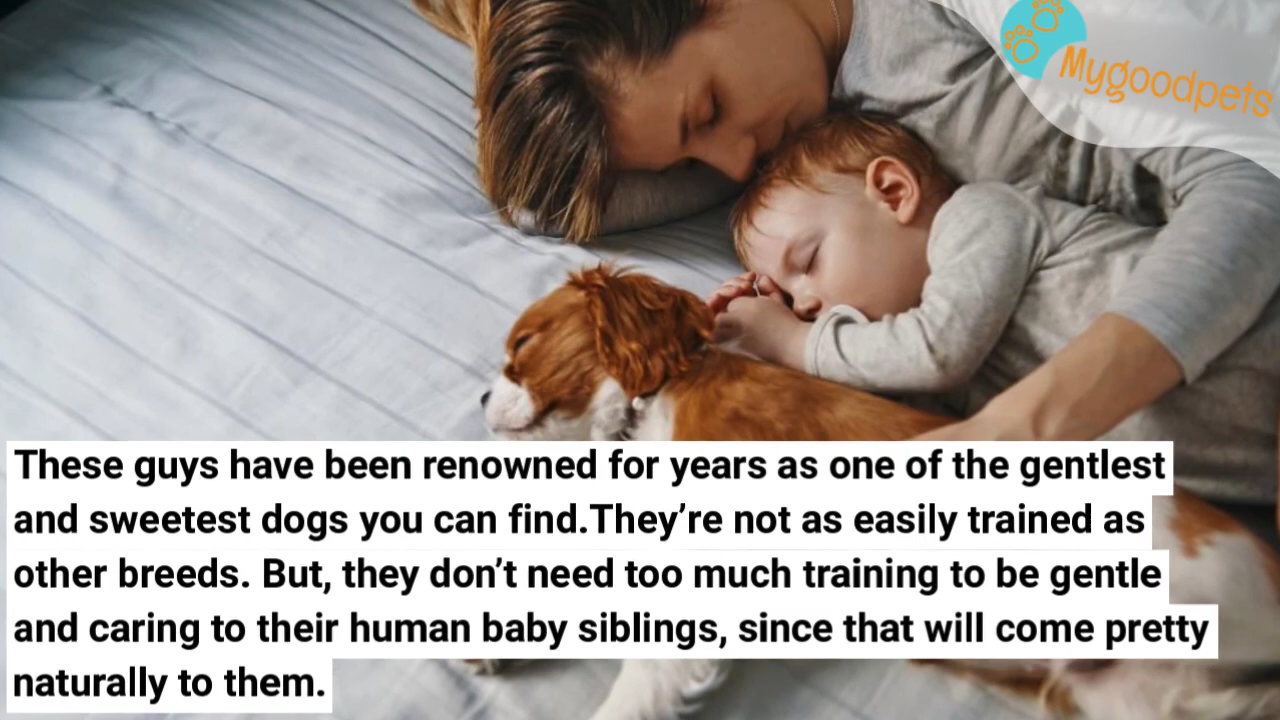 Mygoodpets
These guys have been renowned for years as one of the gentlest
and sweetest dogs you can find.They’re not as easily trained as
other breeds. But, they don’t need too much training to be gentle
and caring to their human baby siblings, since that will come pretty
naturally to them.